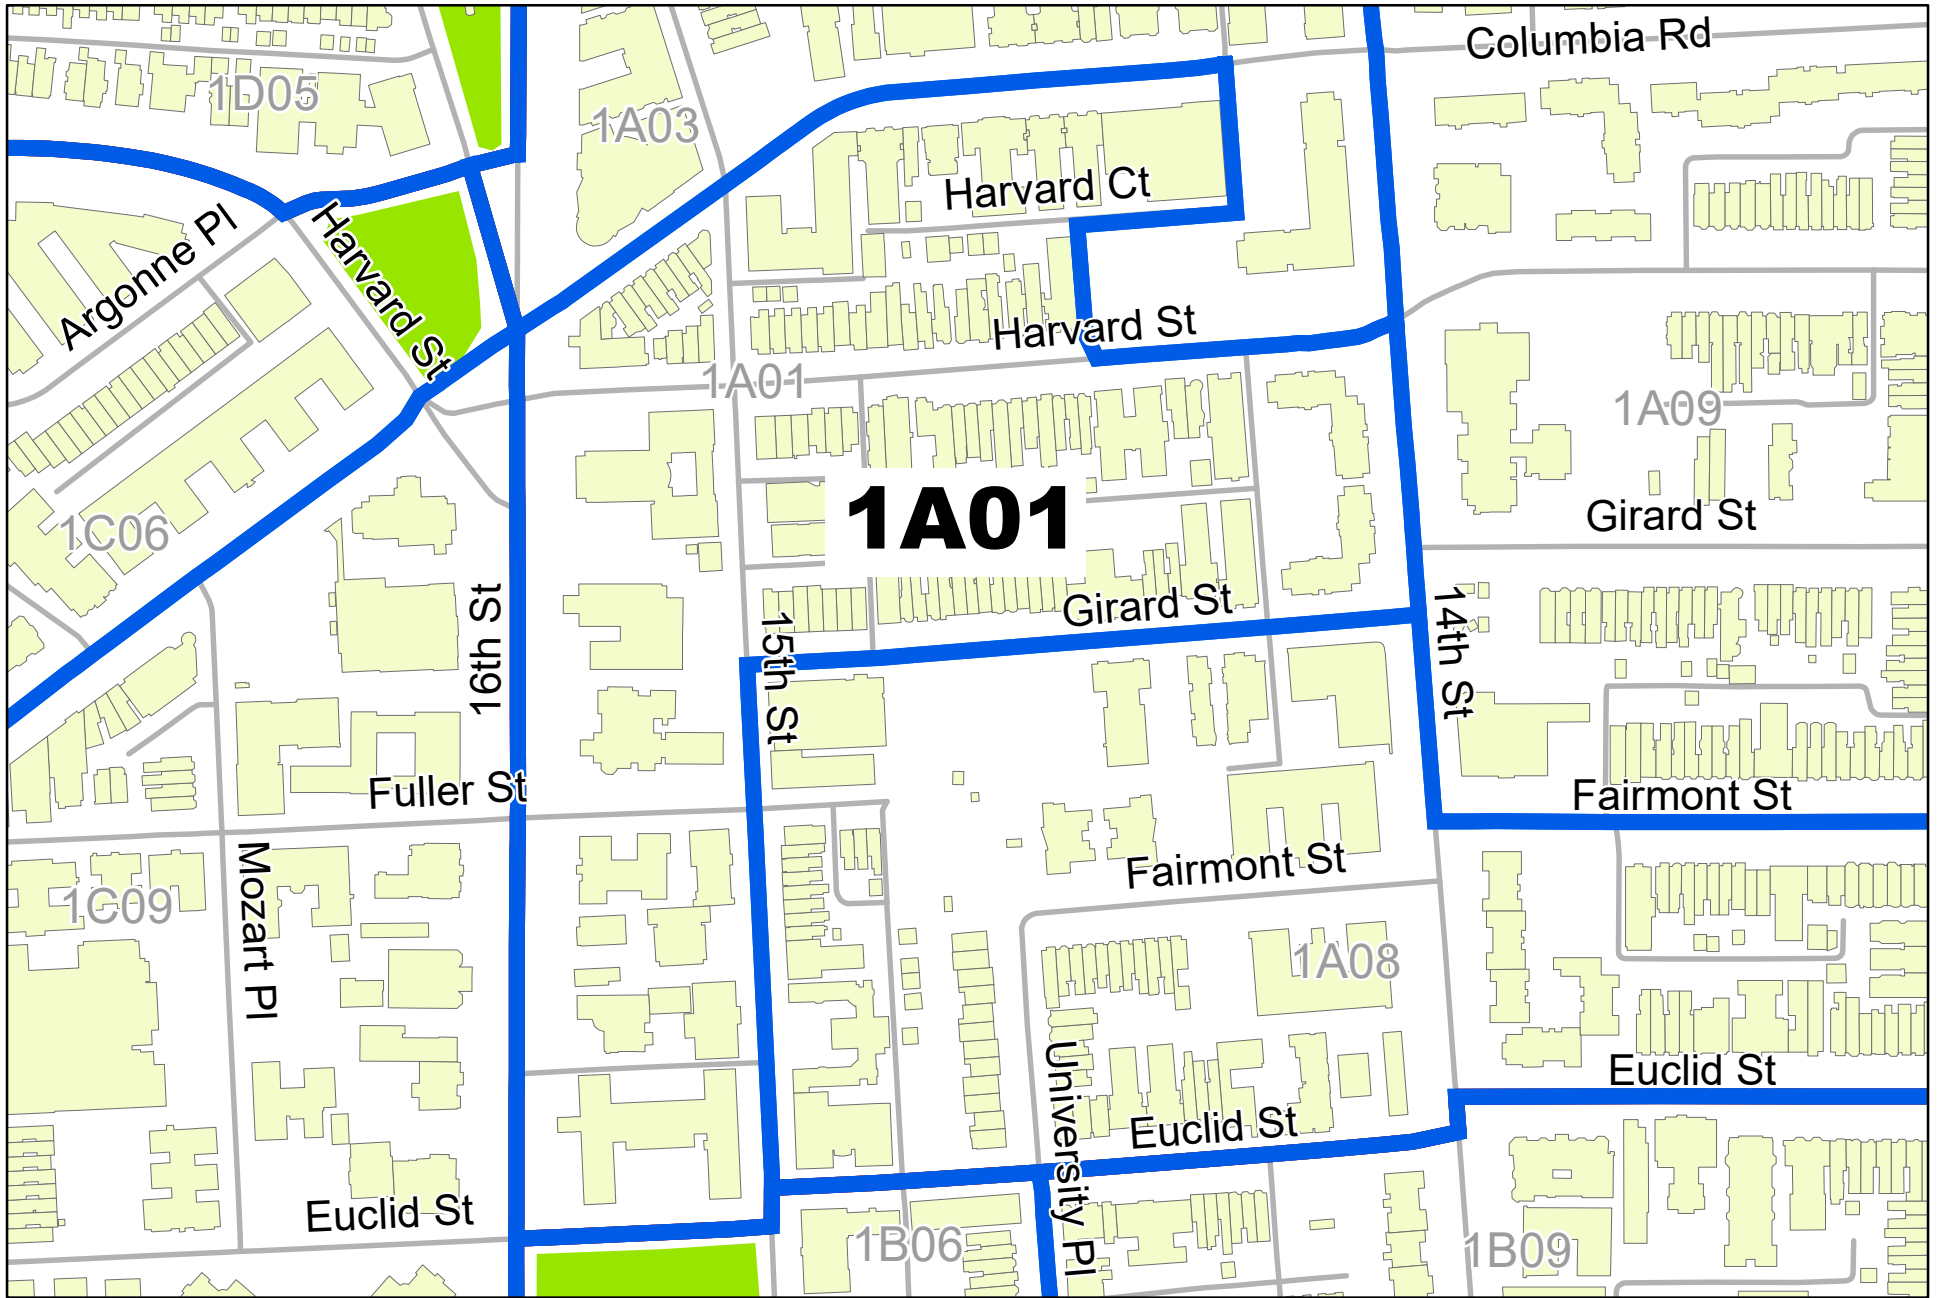 Columbia Rd
1D05
1A03
Harvard Ct
Argonne Pl
Harvard St
Harvard St
1A01
1A09
1A01
Girard St
1C06
16th St
Girard St
15th St
14th St
Fuller St
Fairmont St
Fairmont St
1C09
Mozart Pl
1A08
University Pl
Euclid St
Euclid St
Euclid St
1B06
1B09